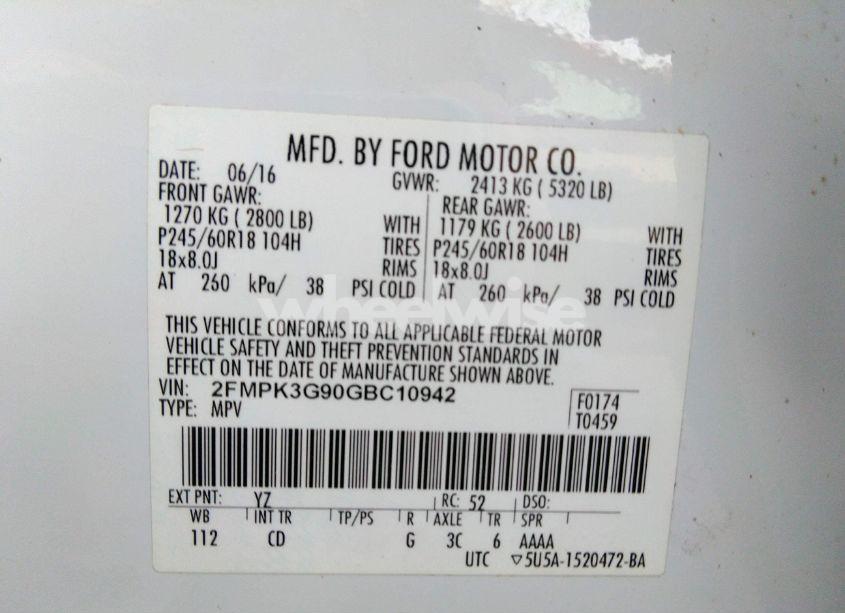 MFD. BY FORD MOTOR CO.
DATE: 06/16 GVWR: 2413 KG ( 5320 LB)
FRONT GAWR: REAR GAWR:
1270 KG ( 2800 LB) WITH 1179 KG ( 2600 LB) WITH
P245/60R18 104H TIRES P245/60R18 104H TIRES
18x8.0J RIMS 18x8.0J RIMS
AT 260 kPa/ 38 PSI COLD AT 260 kPa/ 38 PSI COLD
wheelwise
THIS VEHICLE CONFORMS TO ALL APPLICABLE FEDERAL MOTOR
VEHICLE SAFETY AND THEFT PREVENTION STANDARDS IN
EFFECT ON THE DATE OF MANUFACTURE SHOWN ABOVE.
VIN: 2FMPK3G90GBC10942 F0174
TYPE: MPV T0459
EXT PNT: YZ RC: 52 DSO:
WB INT TR TP/PS R AXLE TR SPR
112 CD G 3C 6 AAAA
UTC ▽5U5A-1520472-BA